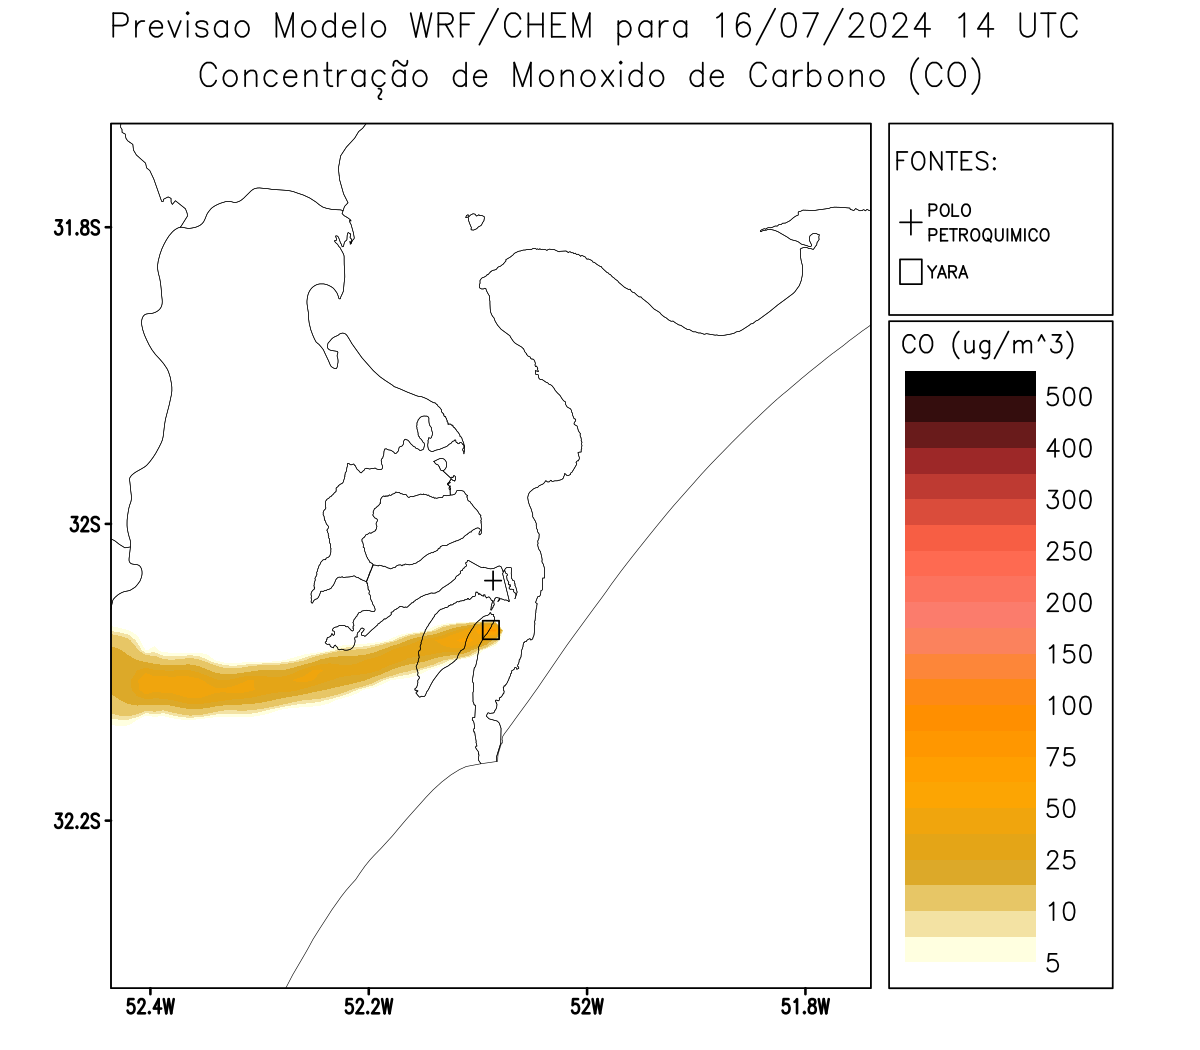 Previsao Modelo WRF/CHEM para 16/07/2024 14 UTC
Concentração de Monoxido de Carbono (CO)
FONTES:
POLO
PETROQUIMICO
YARA
CO (ug/m^3)
500
400
300
250
200
150
100
75
50
25
10
5
31.8S
32S
32.2S
52.4W
52.2W
52W
51.8W